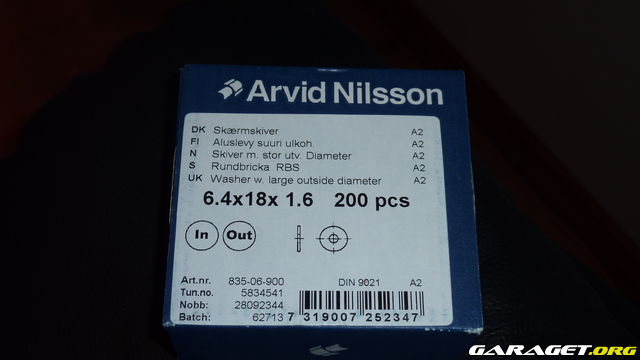 Arvid Nilsson
DK Skærmskiver A2
FI Aluslevy suuri ulkoh. A2
N Skiver m. stor utv. Diameter A2
S Rundbricka RBS A2
UK Washer w. large outside diameter A2
6.4x18x 1.6 200 pcs
In Out
Art.nr. 835-06-900 DIN 9021 A2
Tun.no. 5834541
Nobb: 28092344
Batch: 62713
7 319007 252347
GARAGET.ORG